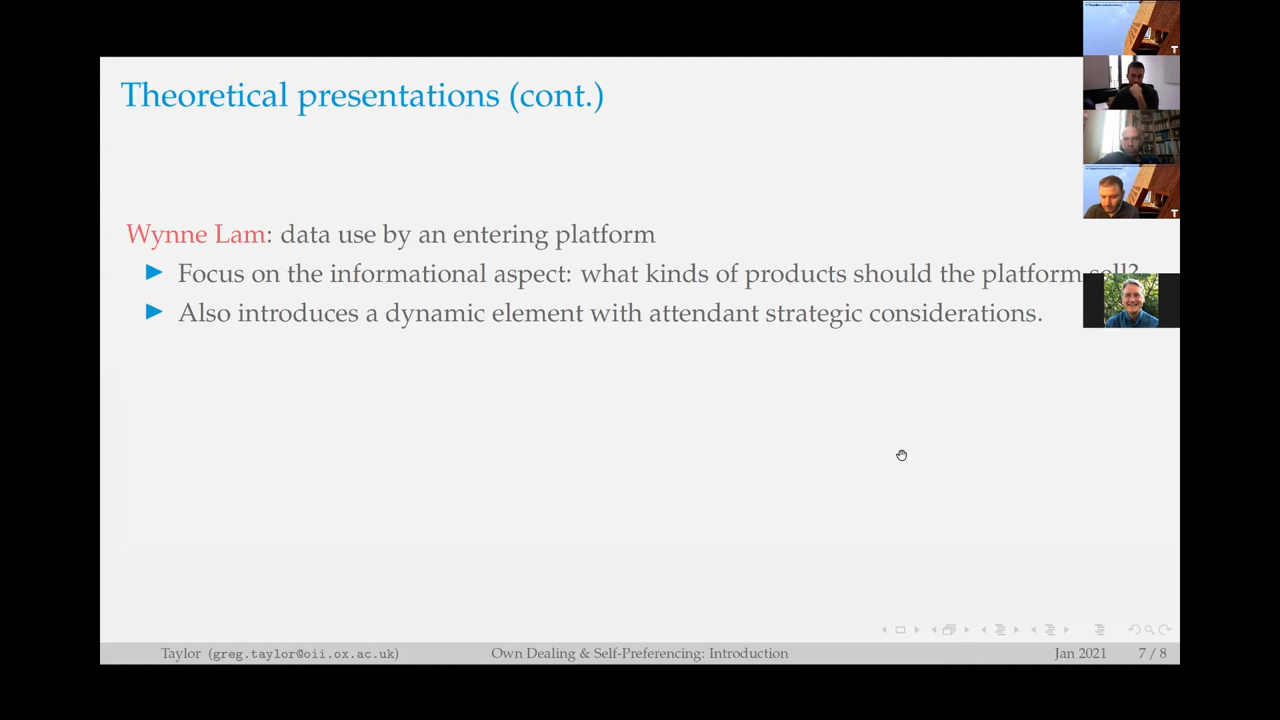 Theoretical presentations (cont.)
Wynne Lam: data use by an entering platform
Focus on the informational aspect: what kinds of products should the platform sell?
Also introduces a dynamic element with attendant strategic considerations.
Taylor (greg.taylor@oii.ox.ac.uk)
Own Dealing & Self-Preferencing: Introduction
Jan 2021
7 / 8
T
T